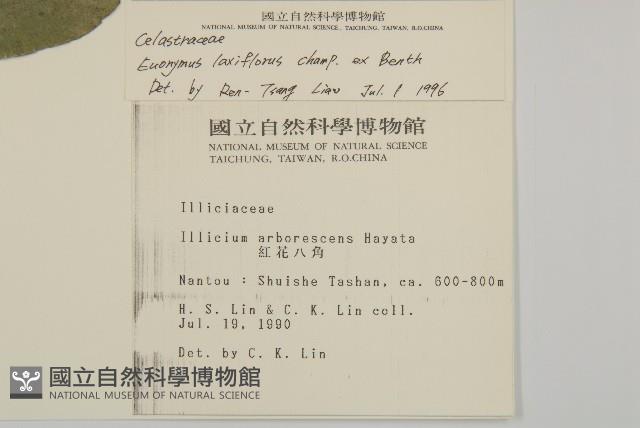 國立自然科學博物館
NATIONAL MUSEUM OF NATURAL SCIENCE, TAICHUNG, TAIWAN, R.O.CHINA
Celastraceae
Euonymus laxiflorus champ. ex Benth
Det. by Ren-Tsang Liao Jul. 9 1996
國立自然科學博物館
NATIONAL MUSEUM OF NATURAL SCIENCE
TAICHUNG, TAIWAN, R.O.CHINA
Illiciaceae
Illicium arborescens Hayata
紅花八角
Nantou : Shuishe Tashan, ca. 600-800m
H. S. Lin & C. K. Lin coll.
Jul. 19, 1990
Det. by C. K. Lin
國立自然科學博物館
NATIONAL MUSEUM OF NATURAL SCIENCE